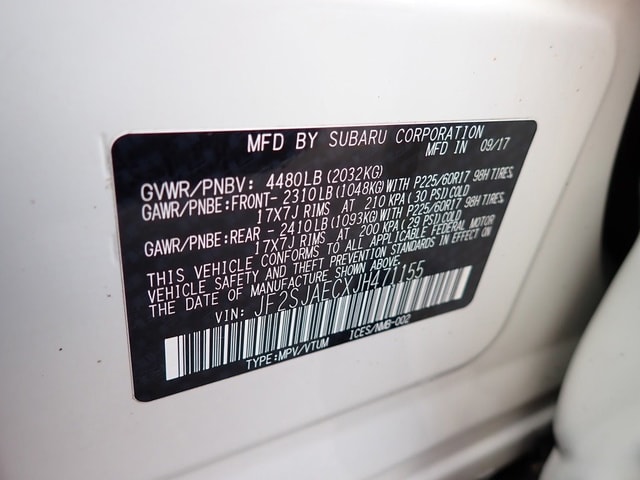 MFD BY SUBARU CORPORATION
MFD IN 09/17
GVWR/PNBV: 4480LB(2032KG)
GAWR/PNBE:FRONT- 2310LB(1048KG)WITH P225/60R17 98H TIRES,
17X7J RIMS AT 210 KPA(30 PSI)COLD
GAWR/PNBE:REAR - 2410LB(1093KG)WITH P225/60R17 98H TIRES,
17X7J RIMS AT 200 KPA(29 PSI)COLD
THIS VEHICLE CONFORMS TO ALL APPLICABLE FEDERAL MOTOR
VEHICLE SAFETY AND THEFT PREVENTION STANDARDS IN EFFECT ON
THE DATE OF MANUFACTURE SHOWN ABOVE.
VIN: JF2SJAECXJH471155
TYPE:MPV/VTUM ICES/NMB-002